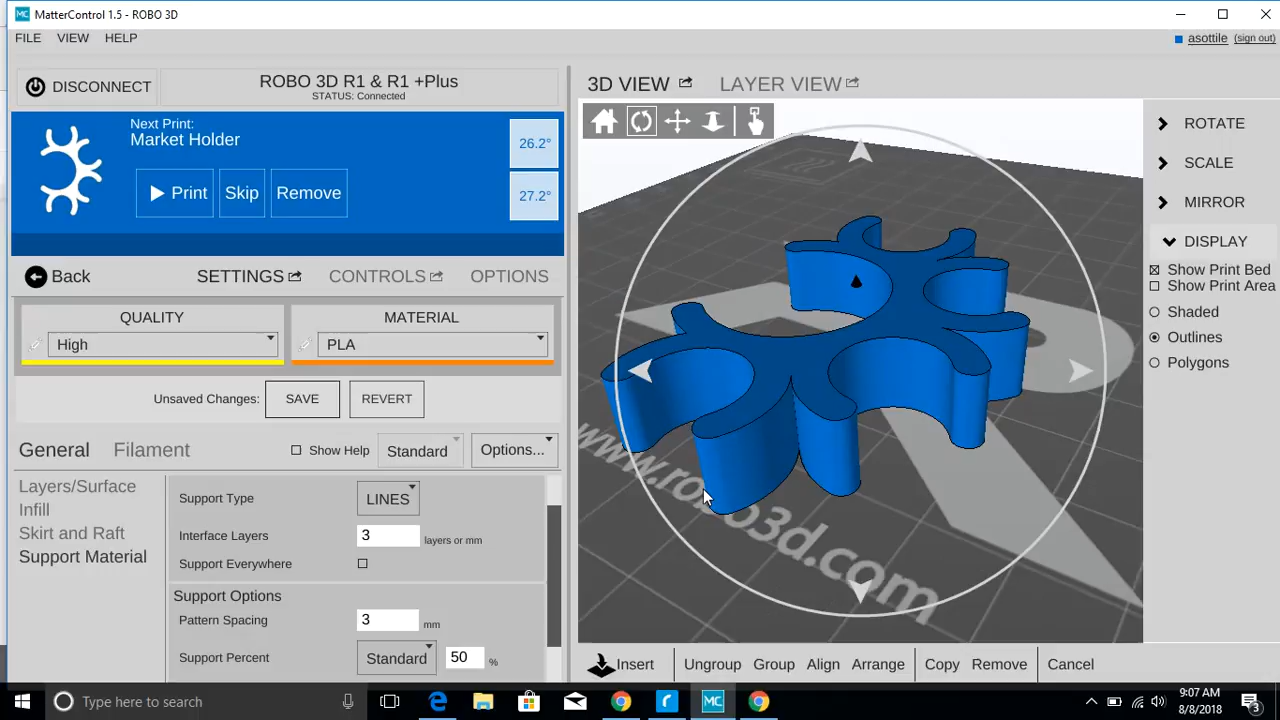 MatterControl 1.5 - ROBO 3D
FILE VIEW HELP
asottile (sign out)
DISCONNECT
ROBO 3D R1 & R1 +Plus
STATUS: Connected
Next Print:
Market Holder
26.2°
27.2°
Print Skip Remove
Back SETTINGS CONTROLS OPTIONS
QUALITY MATERIAL
High PLA
Unsaved Changes: SAVE REVERT
General Filament Show Help Standard Options...
Layers/Surface
Infill
Skirt and Raft
Support Material
Support Type LINES
Interface Layers 3 layers or mm
Support Everywhere
Support Options
Pattern Spacing 3 mm
Support Percent Standard 50 %
3D VIEW LAYER VIEW
www.robo3d.com
ROTATE
SCALE
MIRROR
DISPLAY
Show Print Bed
Show Print Area
Shaded
Outlines
Polygons
Insert Ungroup Group Align Arrange Copy Remove Cancel
Type here to search
MC
9:07 AM
8/8/2018
3